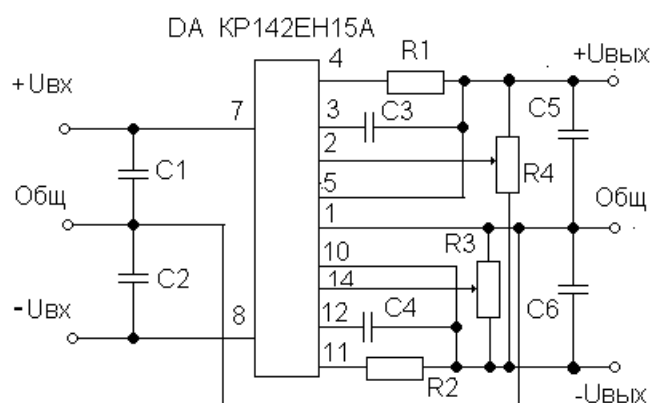 DA КР142ЕН15А
4
R1
+Uвых
+Uвх
7
3
C3
C5
2
C1
R4
5
Общ
1
Общ
10
R3
14
C2
12
C4
C6
-Uвх
8
11
R2
-Uвых